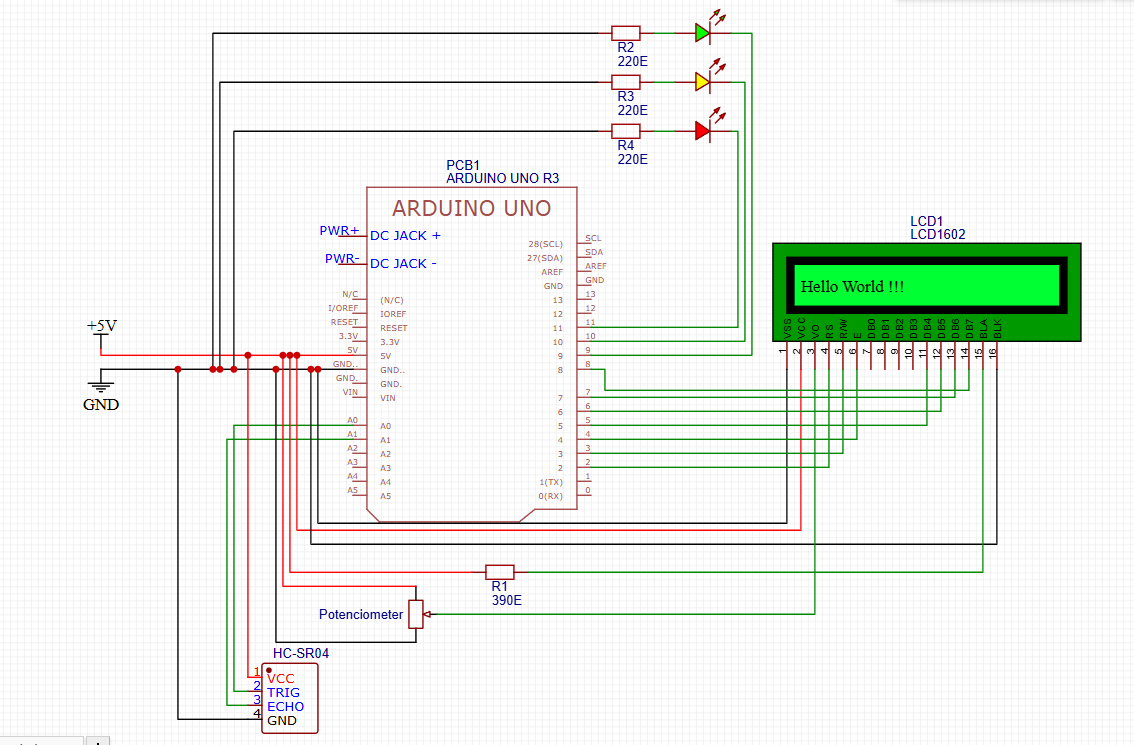 R2
220E
R3
220E
R4
220E
PCB1
ARDUINO UNO R3
ARDUINO UNO
PWR+
DC JACK +
PWR-
DC JACK -
28(SCL)
SCL
27(SDA)
SDA
AREF
AREF
GND
GND
N/C
(N/C)
13
13
I/OREF
IOREF
12
12
RESET
RESET
11
11
3.3V
3.3V
10
10
5V
5V
9
9
GND..
GND..
8
8
GND.
GND.
VIN
VIN
7
7
6
6
A0
A0
5
5
A1
A1
4
4
A2
A2
3
3
A3
A3
2
2
A4
A4
1(TX)
1
A5
A5
0(RX)
0
+5V
GND
LCD1
LCD1602
Hello World !!!
VSS
VCC
VO
RS
R/W
E
DB0
DB1
DB2
DB3
DB4
DB5
DB6
DB7
BLA
BLK
1
2
3
4
5
6
7
8
9
10
11
12
13
14
15
16
R1
390E
Potenciometer
HC-SR04
1
VCC
2
TRIG
3
ECHO
4
GND